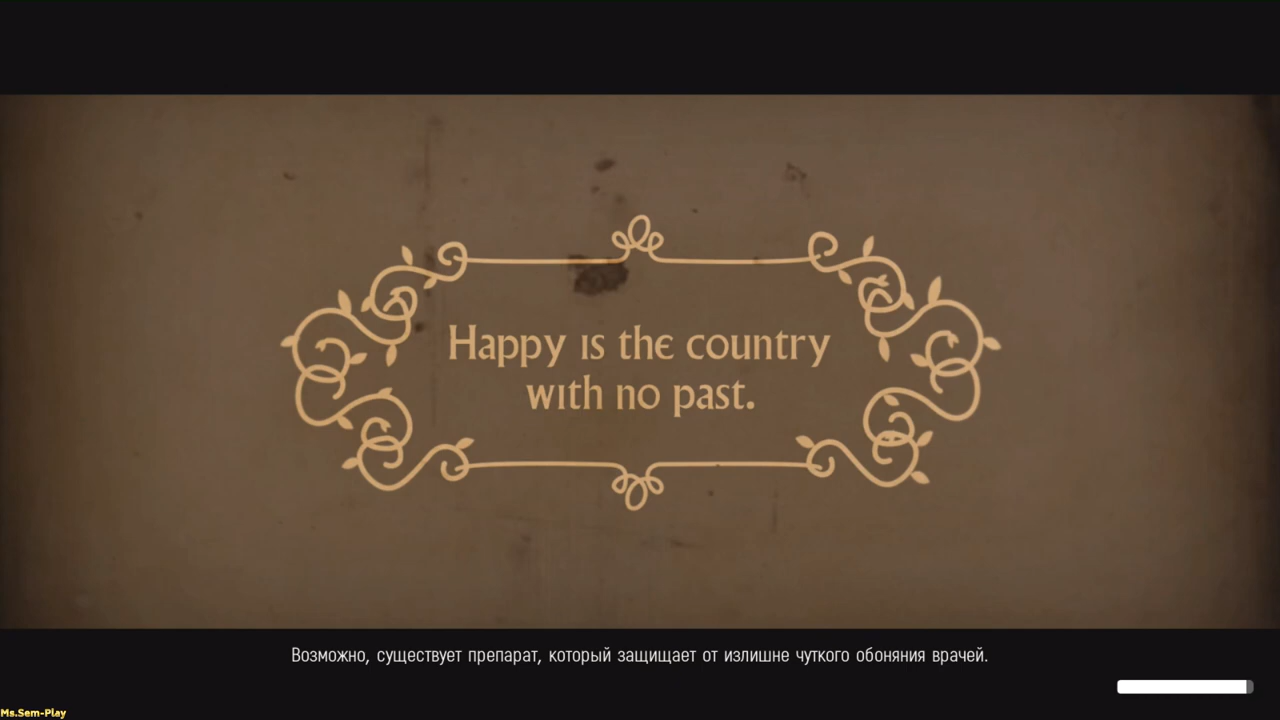 Happy is the country
with no past.
Возможно, существует препарат, который защищает от излишне чуткого обоняния врачей.
Ms.Sem-Play